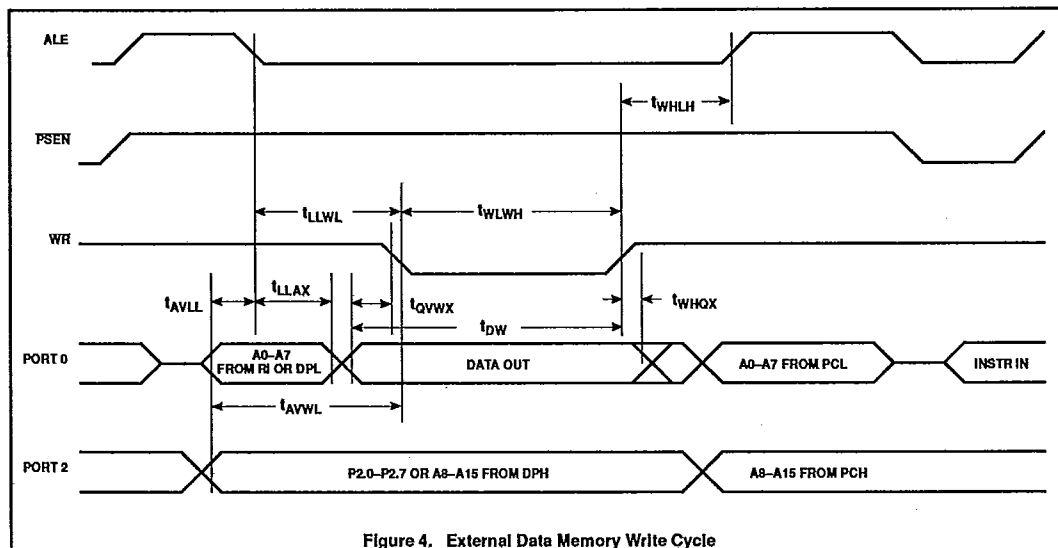 ALE
tWHLH
PSEN
tLLWL
tWLWH
WR
tAVLL
tLLAX
tQVWX
tWHQX
tDW
PORT 0
A0–A7
FROM RI OR DPL
DATA OUT
A0–A7 FROM PCL
INSTR IN
tAVWL
PORT 2
P2.0–P2.7 OR A8–A15 FROM DPH
A8–A15 FROM PCH
Figure 4. External Data Memory Write Cycle